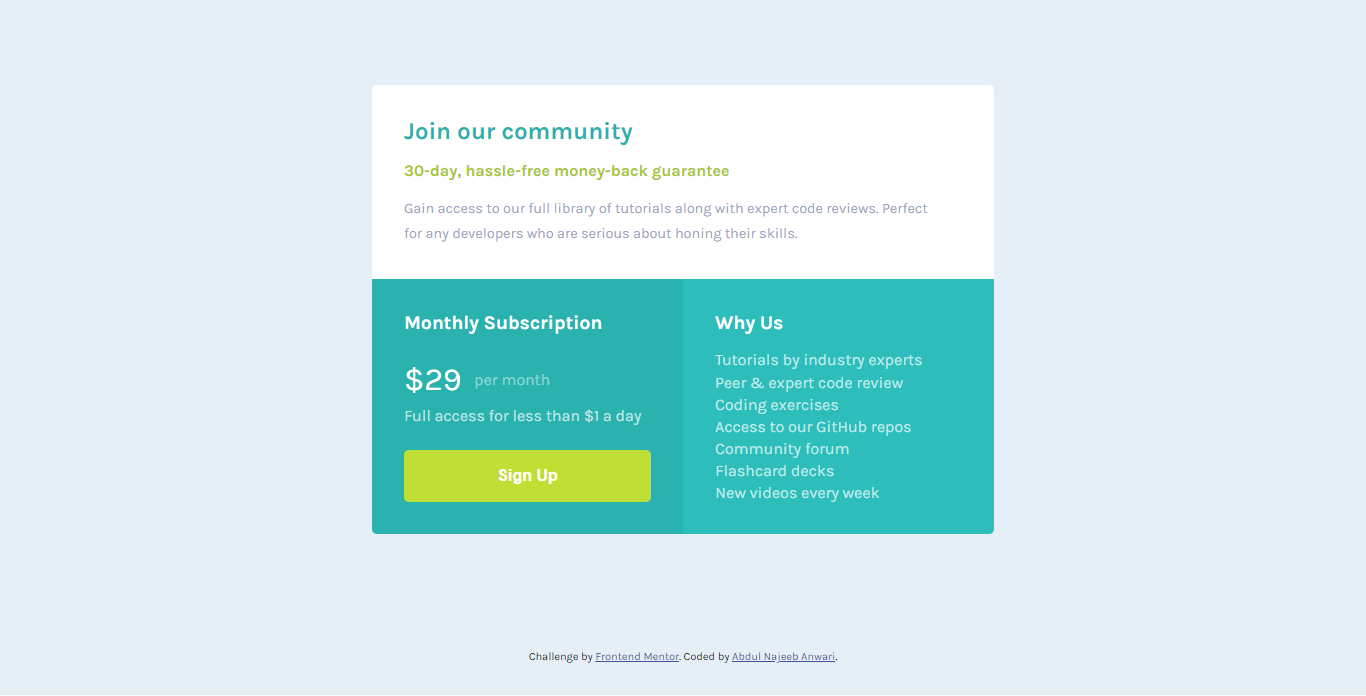 Join our community
30-day, hassle-free money-back guarantee
Gain access to our full library of tutorials along with expert code reviews. Perfect
for any developers who are serious about honing their skills.
Monthly Subscription
$29 per month
Full access for less than $1 a day
Sign Up
Why Us
Tutorials by industry experts
Peer & expert code review
Coding exercises
Access to our GitHub repos
Community forum
Flashcard decks
New videos every week
Challenge by Frontend Mentor. Coded by Abdul Najeeb Anwari.